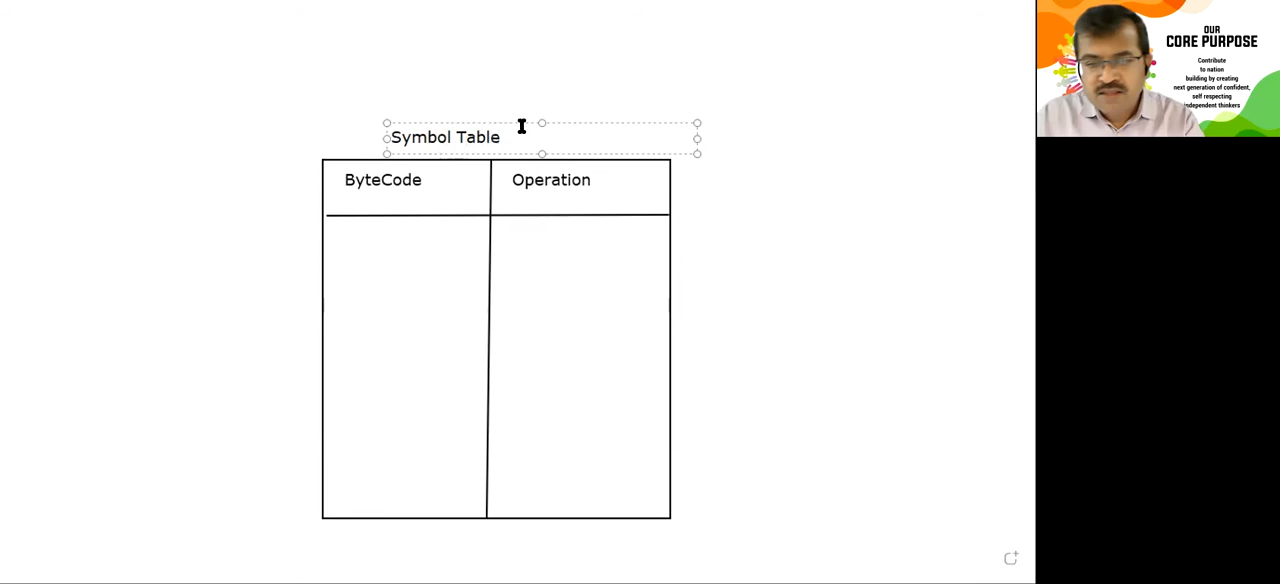 OUR
CORE PURPOSE
Contribute
to nation
building by creating
next generation of confident,
self respecting
independent thinkers
Symbol Table
ByteCode
Operation